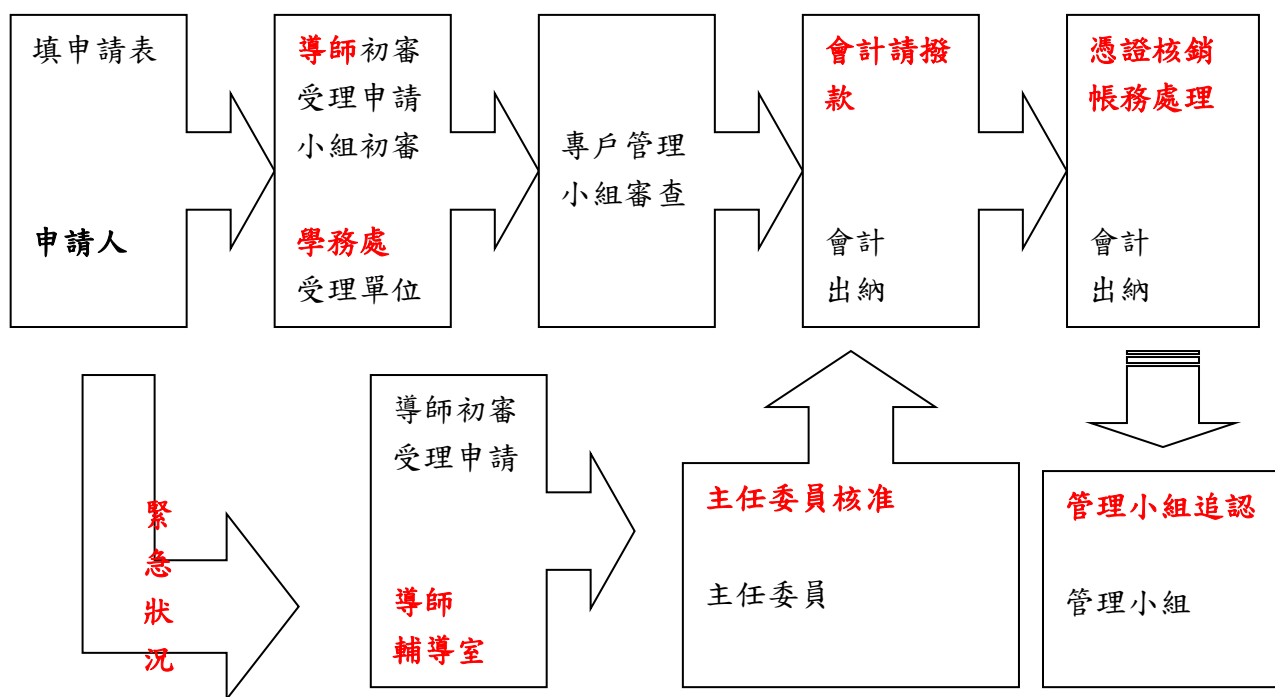 填申請表
申請人
導師初審
受理申請
小組初審
學務處
受理單位
專戶管理
小組審查
會計請撥
款
會計
出納
憑證核銷
帳務處理
會計
出納
緊
急
狀
況
導師初審
受理申請
導師
輔導室
主任委員核准
主任委員
管理小組追認
管理小組